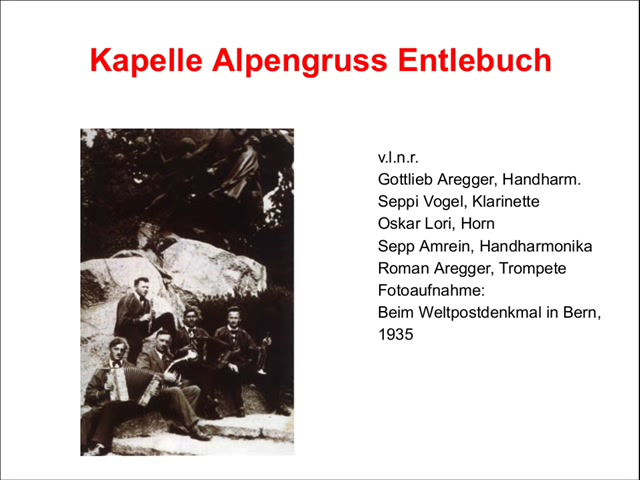 Kapelle Alpengruss Entlebuch
v.l.n.r.
Gottlieb Aregger, Handharm.
Seppi Vogel, Klarinette
Oskar Lori, Horn
Sepp Amrein, Handharmonika
Roman Aregger, Trompete
Fotoaufnahme:
Beim Weltpostdenkmal in Bern,
1935